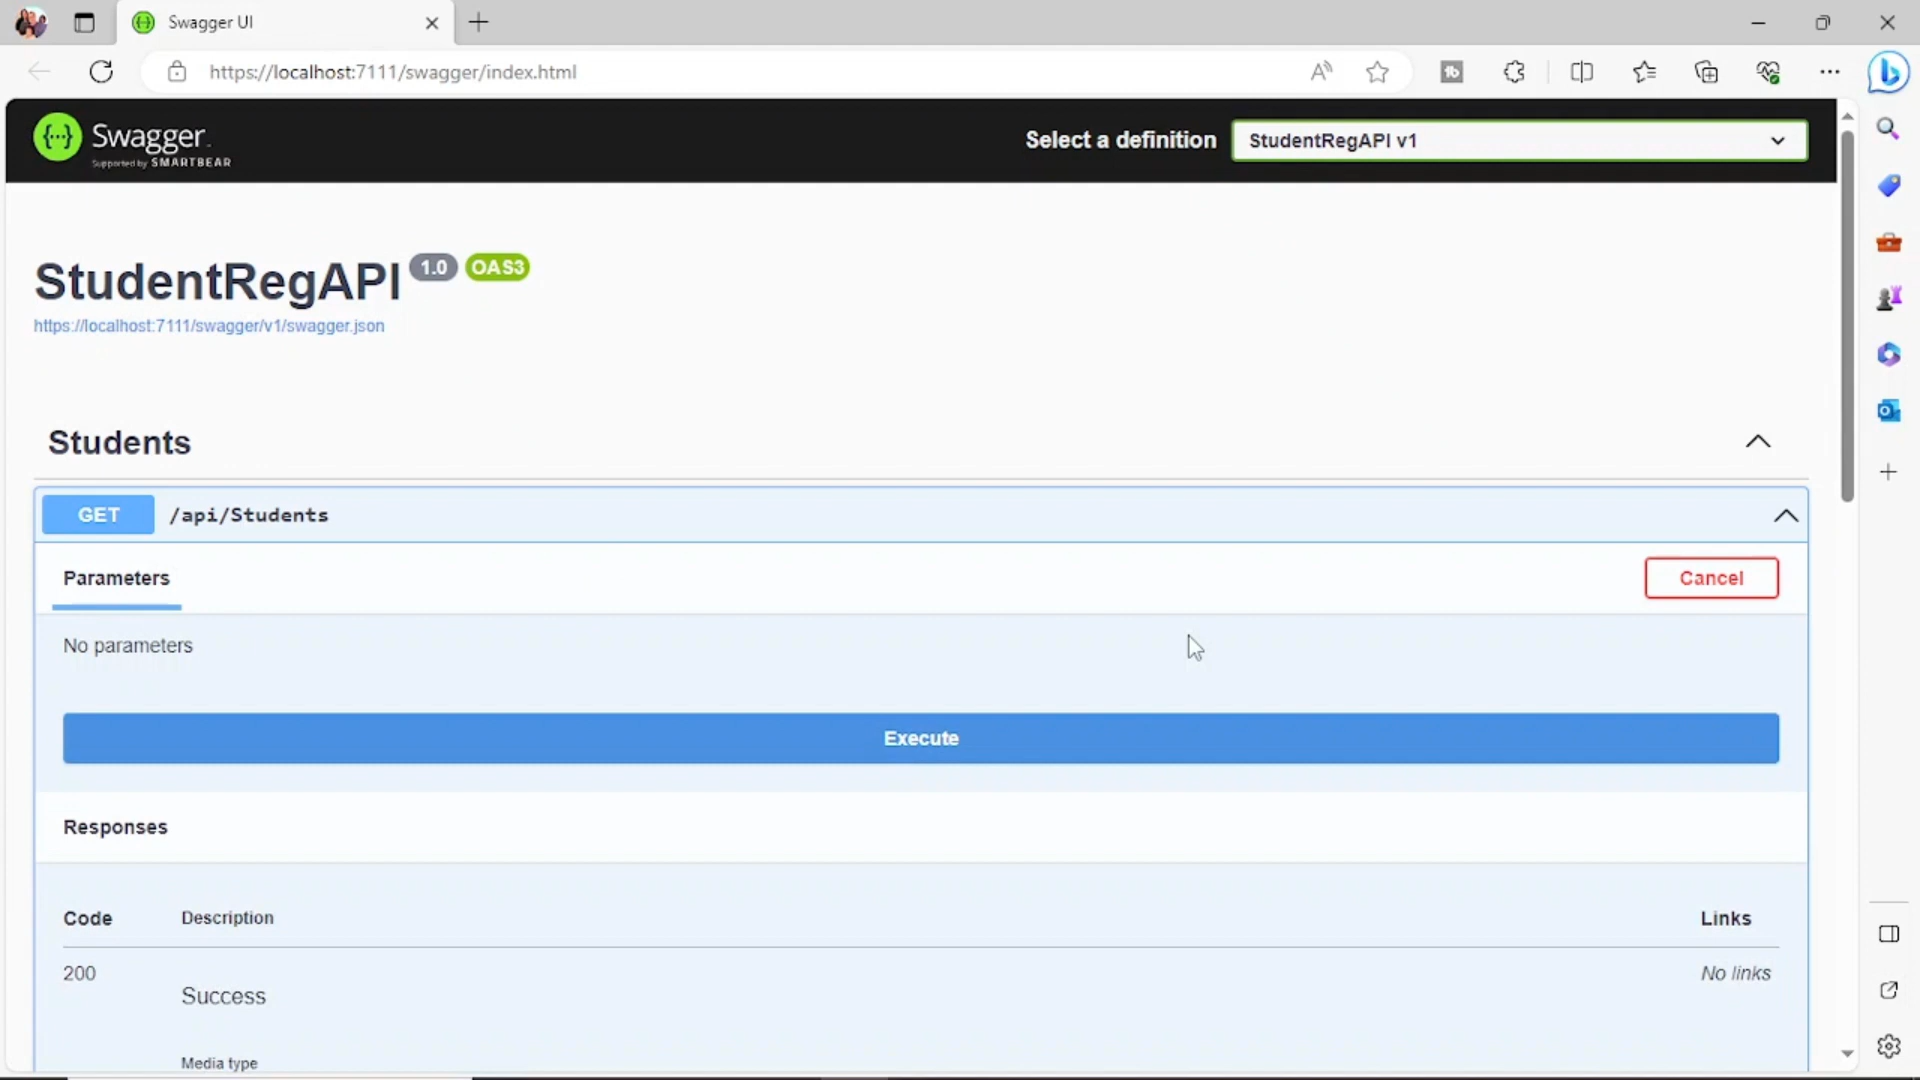 Swagger UI
https://localhost:7111/swagger/index.html
Swagger.
Supported by SMARTBEAR
Select a definition
StudentRegAPI v1
StudentRegAPI 1.0 OAS3
https://localhost:7111/swagger/v1/swagger.json
Students
GET /api/Students
Parameters
Cancel
No parameters
Execute
Responses
Code Description Links
200 No links
Success
Media type